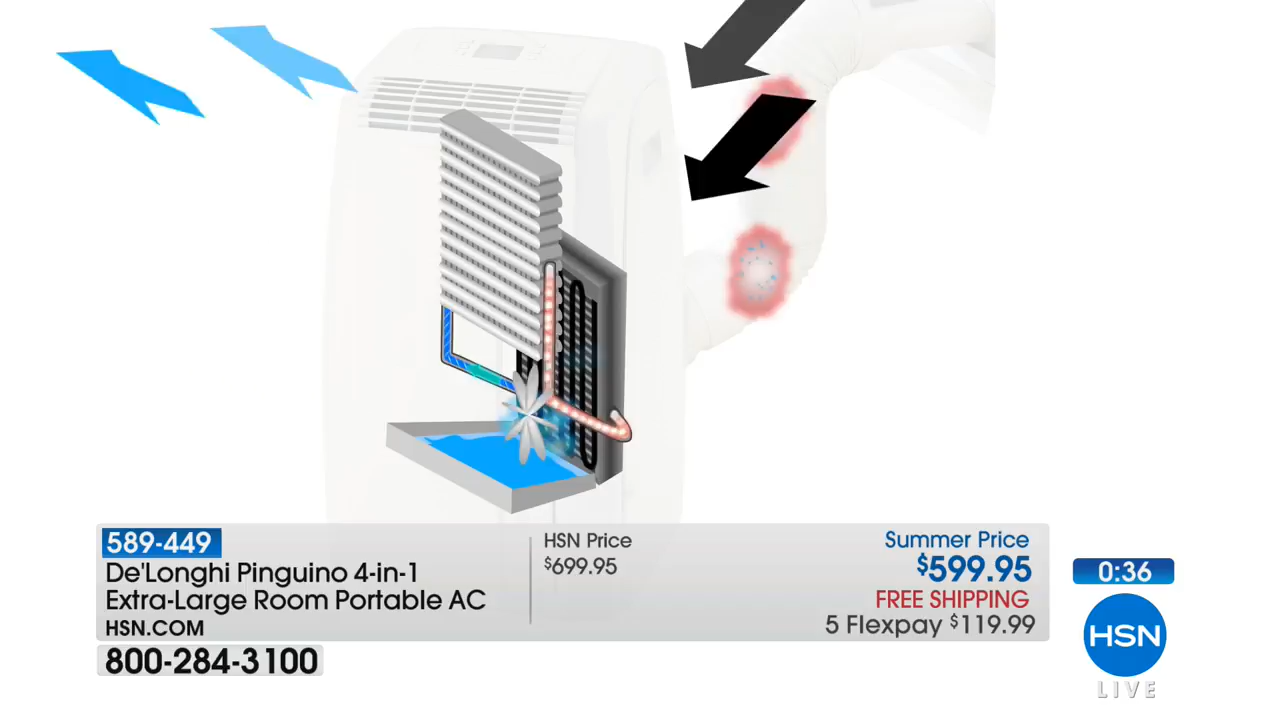 589-449
De'Longhi Pinguino 4-in-1
Extra-Large Room Portable AC
HSN.COM
800-284-3100
HSN Price
$699.95
Summer Price
$599.95
FREE SHIPPING
5 Flexpay $119.99
0:36
HSN
LIVE